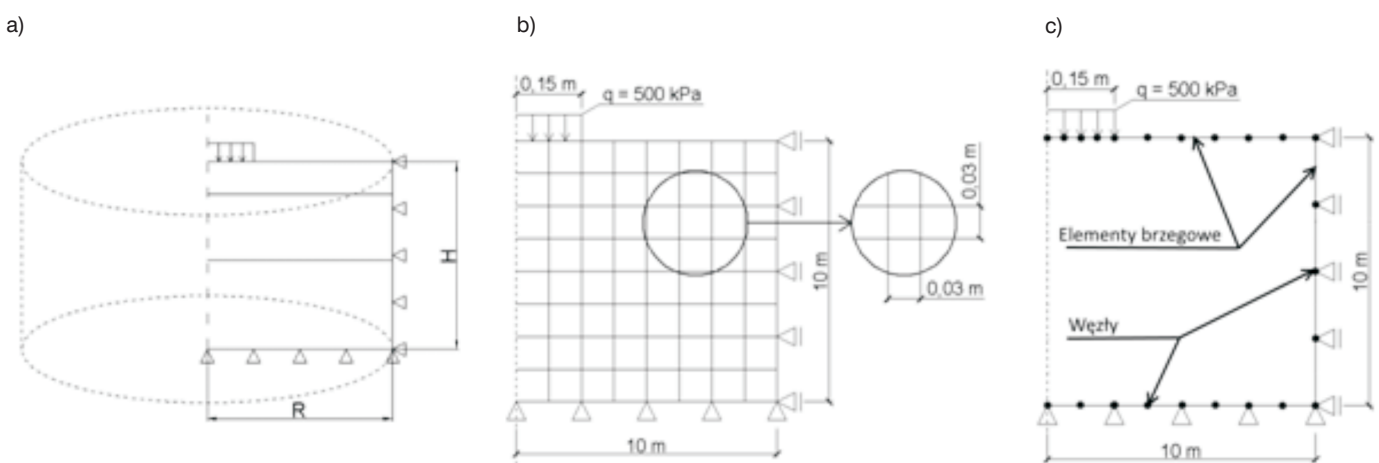 a)
H
R
b)
0,15 m
q = 500 kPa
10 m
0,03 m
0,03 m
10 m
c)
0,15 m
q = 500 kPa
Elementy brzegowe
Węzły
10 m
10 m